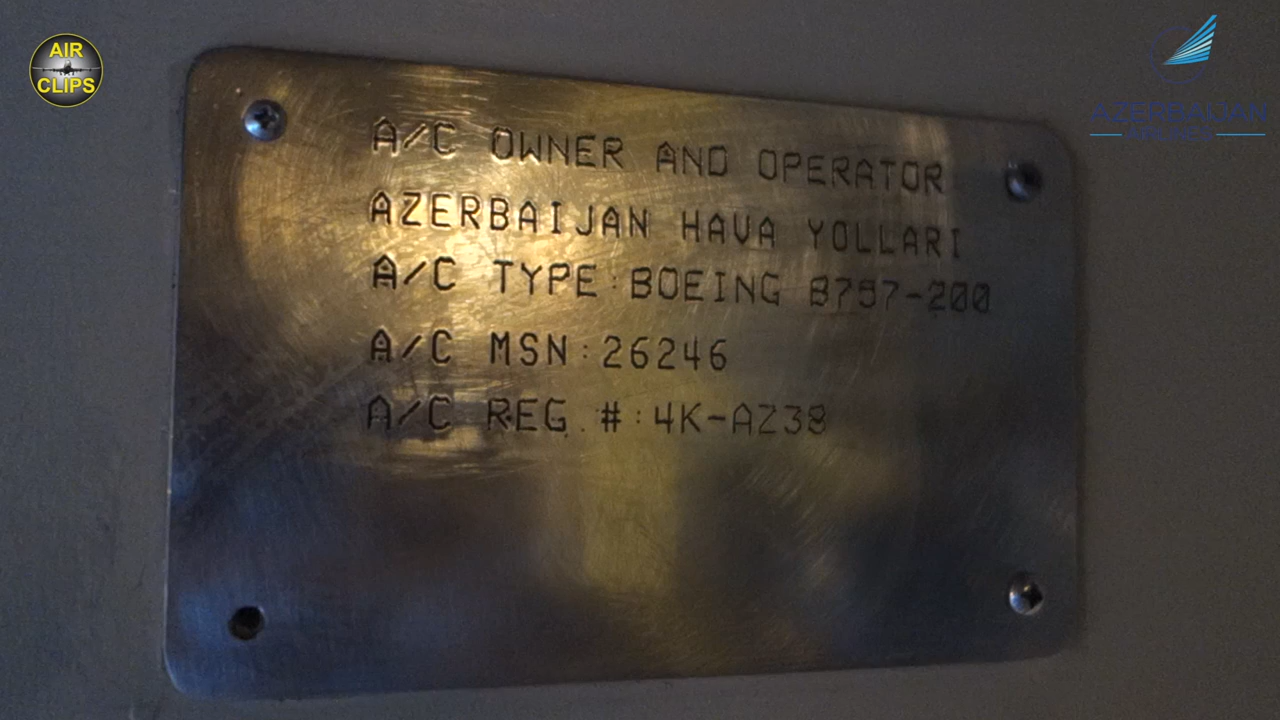 AIR
CLIPS
AZERBAIJAN
AIRLINES
A/C OWNER AND OPERATOR
AZERBAIJAN HAVA YOLLARI
A/C TYPE:BOEING B757-200
A/C MSN:26246
A/C REG.#:4K-AZ38